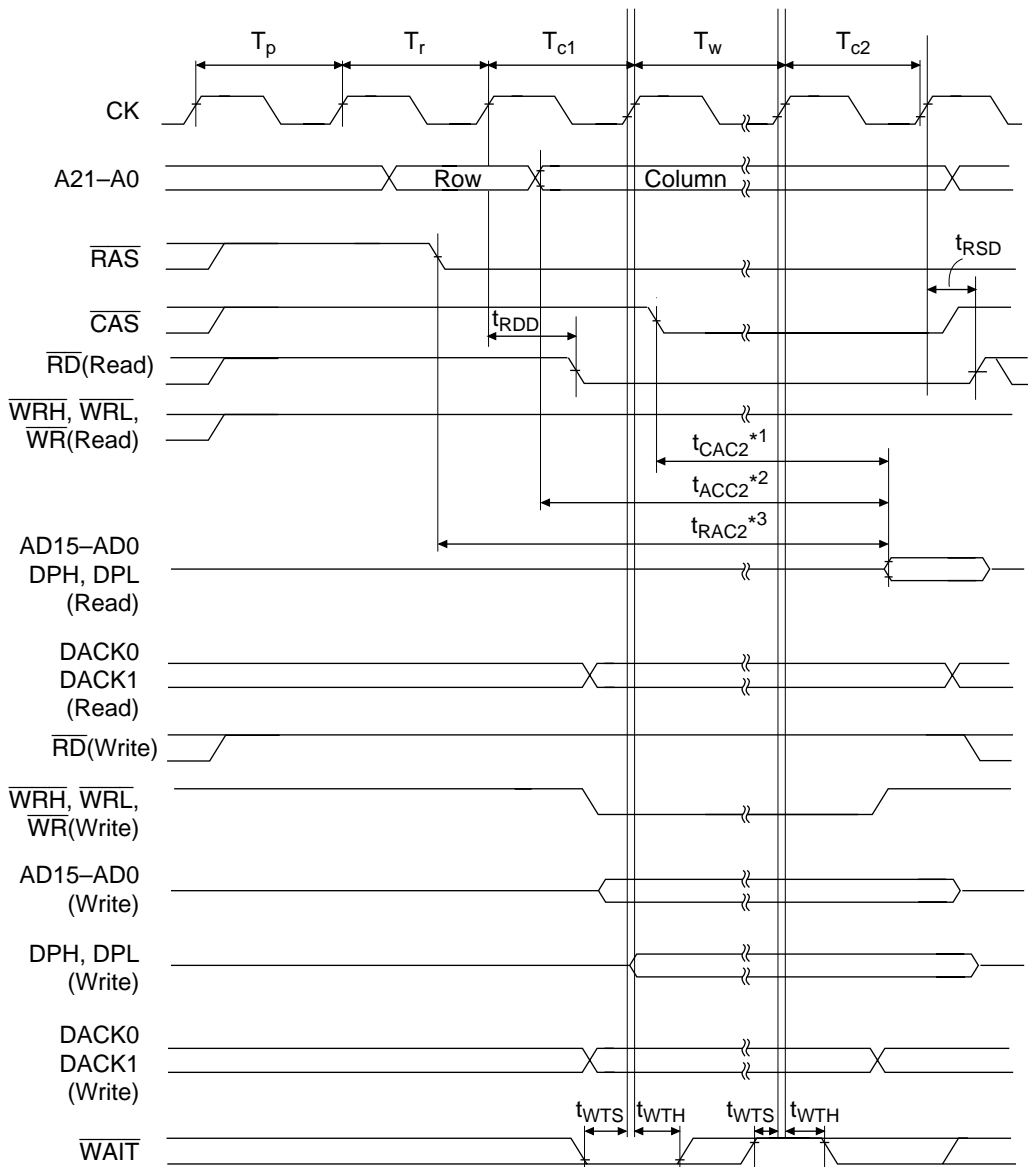 Tp Tr Tc1 Tw Tc2
CK
A21–A0 Row Column
RAS
tRSD
CAS
tRDD
RD(Read)
WRH, WRL,
WR(Read)
tCAC2*1
tACC2*2
tRAC2*3
AD15–AD0
DPH, DPL
(Read)
DACK0
DACK1
(Read)
RD(Write)
WRH, WRL,
WR(Write)
AD15–AD0
(Write)
DPH, DPL
(Write)
DACK0
DACK1
(Write)
tWTS tWTH tWTS tWTH
WAIT